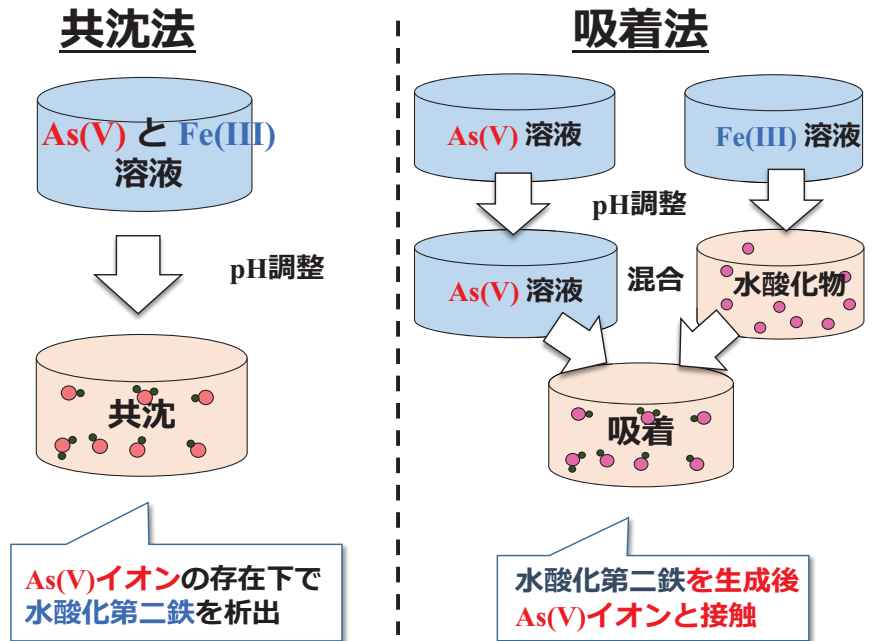 共沈法
As(V) と Fe(III)
溶液
pH調整
共沈
As(V)イオンの存在下で
水酸化第二鉄を析出
吸着法
As(V) 溶液
Fe(III) 溶液
pH調整
As(V) 溶液
混合
水酸化物
吸着
水酸化第二鉄を生成後
As(V)イオンと接触